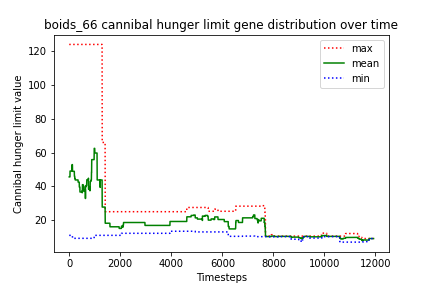 boids_66 cannibal hunger limit gene distribution over time
max
mean
min
Cannibal hunger limit value
120
100
80
60
40
20
0
2000
4000
6000
8000
10000
12000
Timesteps